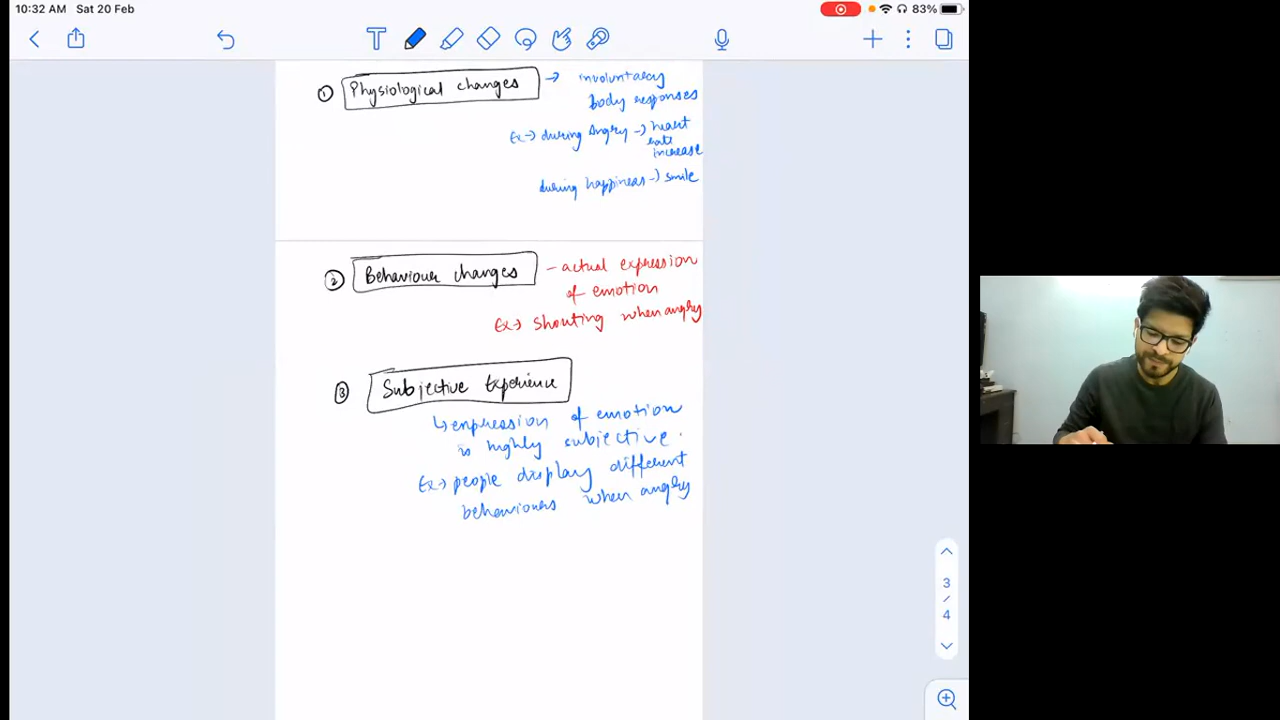 10:32 AM Sat 20 Feb
83%
① Physiological changes → involuntary
body responses
Ex→ during Angry → heart
rate
increase
during happiness → smile
② Behaviour changes - actual expression
of emotion
Ex→ shouting when angry
③ Subjective Experience
↳ expression of emotion
is highly subjective.
Ex→ people display different
behaviours when angry
3
/
4